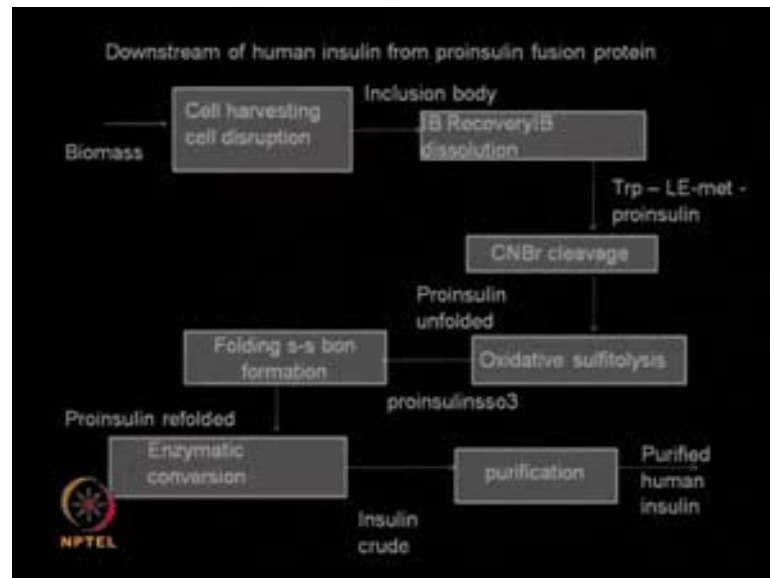 Downstream of human insulin from proinsulin fusion protein
Biomass
Cell harvesting
cell disruption
Inclusion body
IB RecoveryIB
dissolution
Trp – LE-met -
proinsulin
CNBr cleavage
Proinsulin
unfolded
Oxidative sulfitolysis
proinsulinsso3
Folding s-s bon
formation
Proinsulin refolded
Enzymatic
conversion
Insulin
crude
purification
Purified
human
insulin
NPTEL